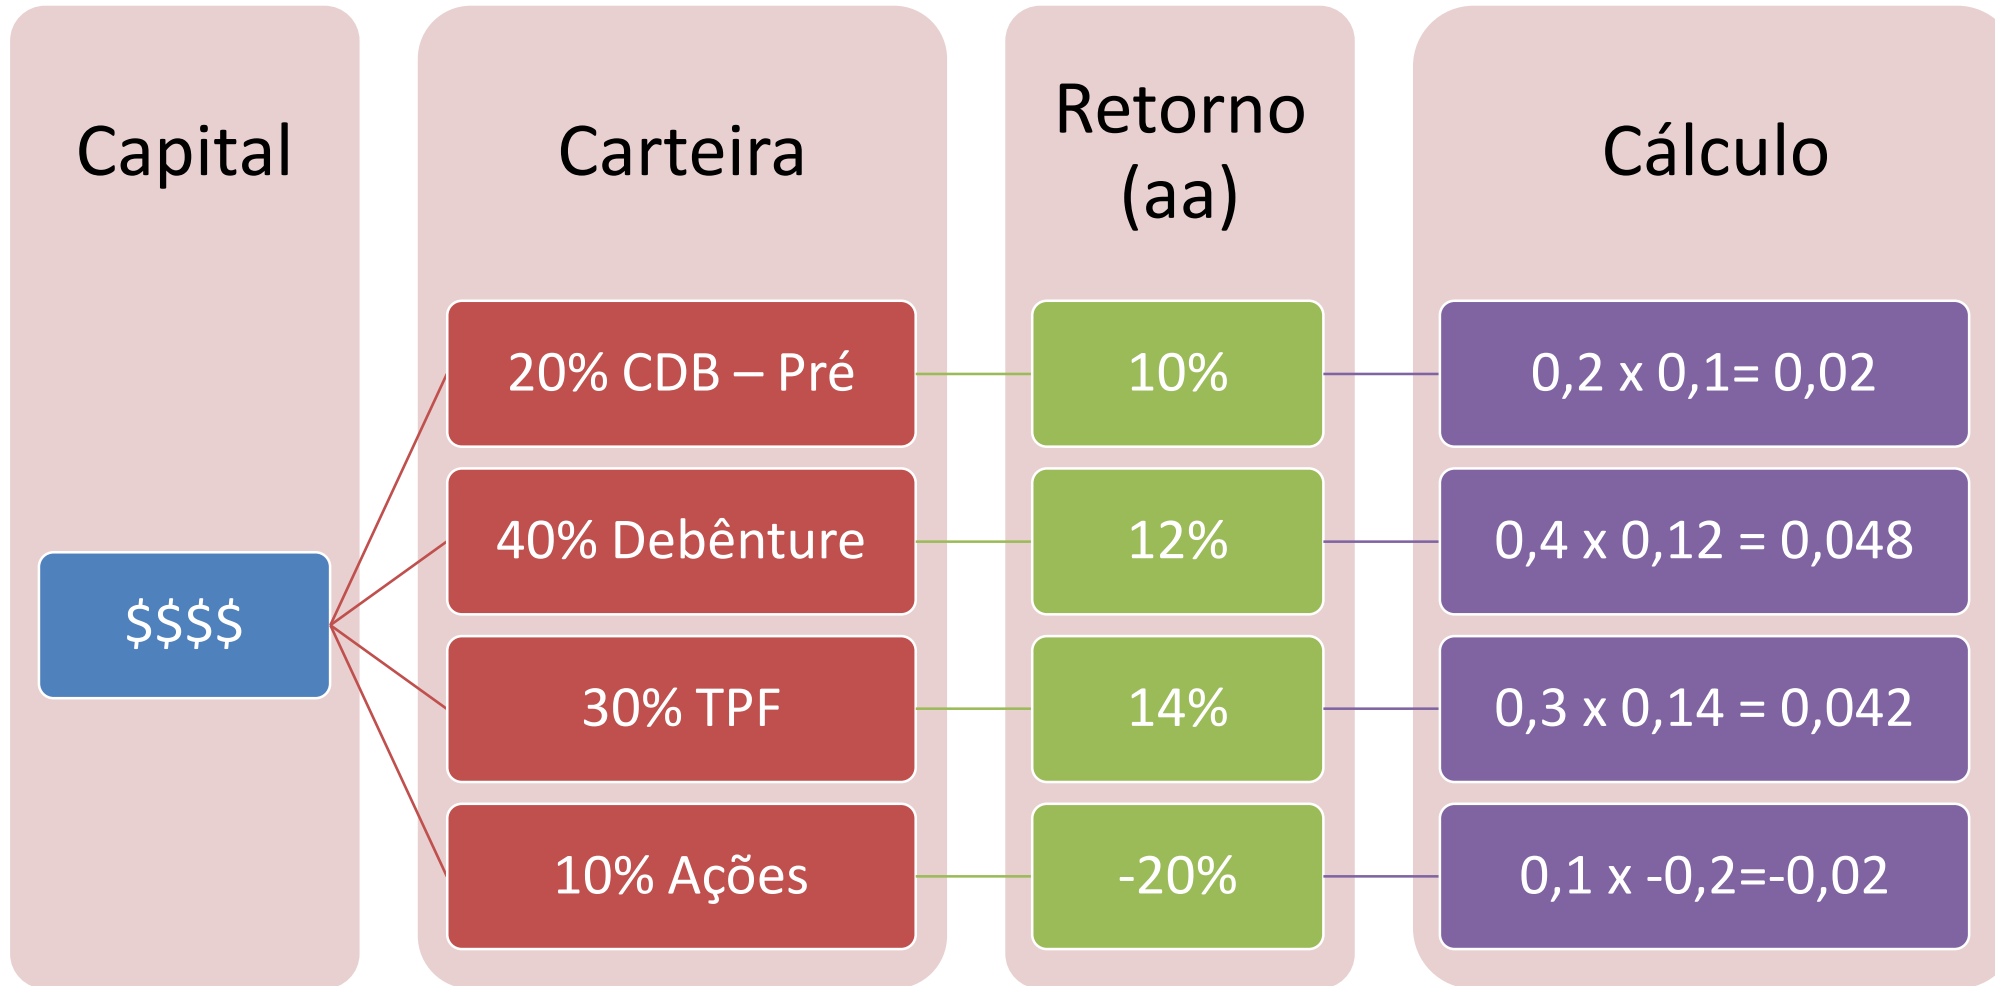 Capital
Carteira
Retorno
(aa)
Cálculo
$$$$
20% CDB – Pré
10%
0,2 x 0,1= 0,02
40% Debênture
12%
0,4 x 0,12 = 0,048
30% TPF
14%
0,3 x 0,14 = 0,042
10% Ações
-20%
0,1 x -0,2=-0,02